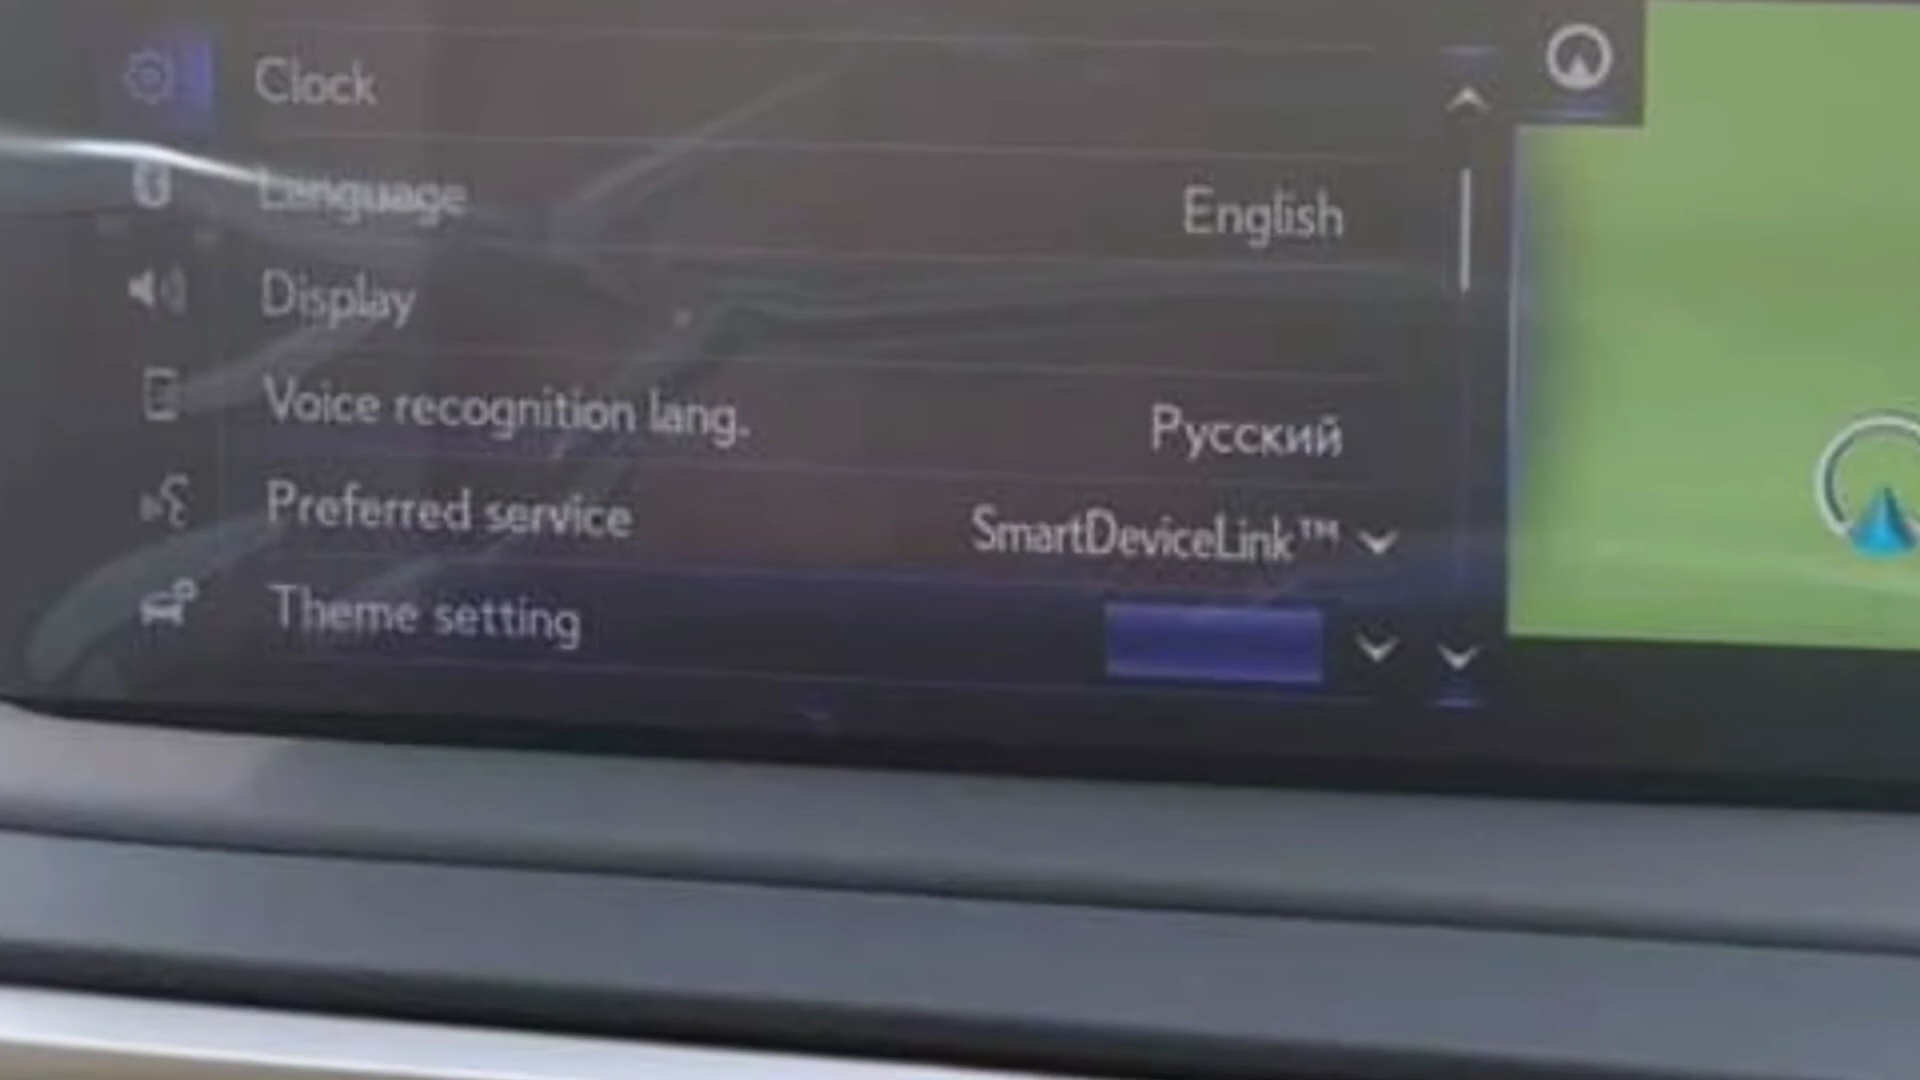 Clock
Language English
Display
Voice recognition lang. Русский
Preferred service SmartDeviceLink™
Theme setting